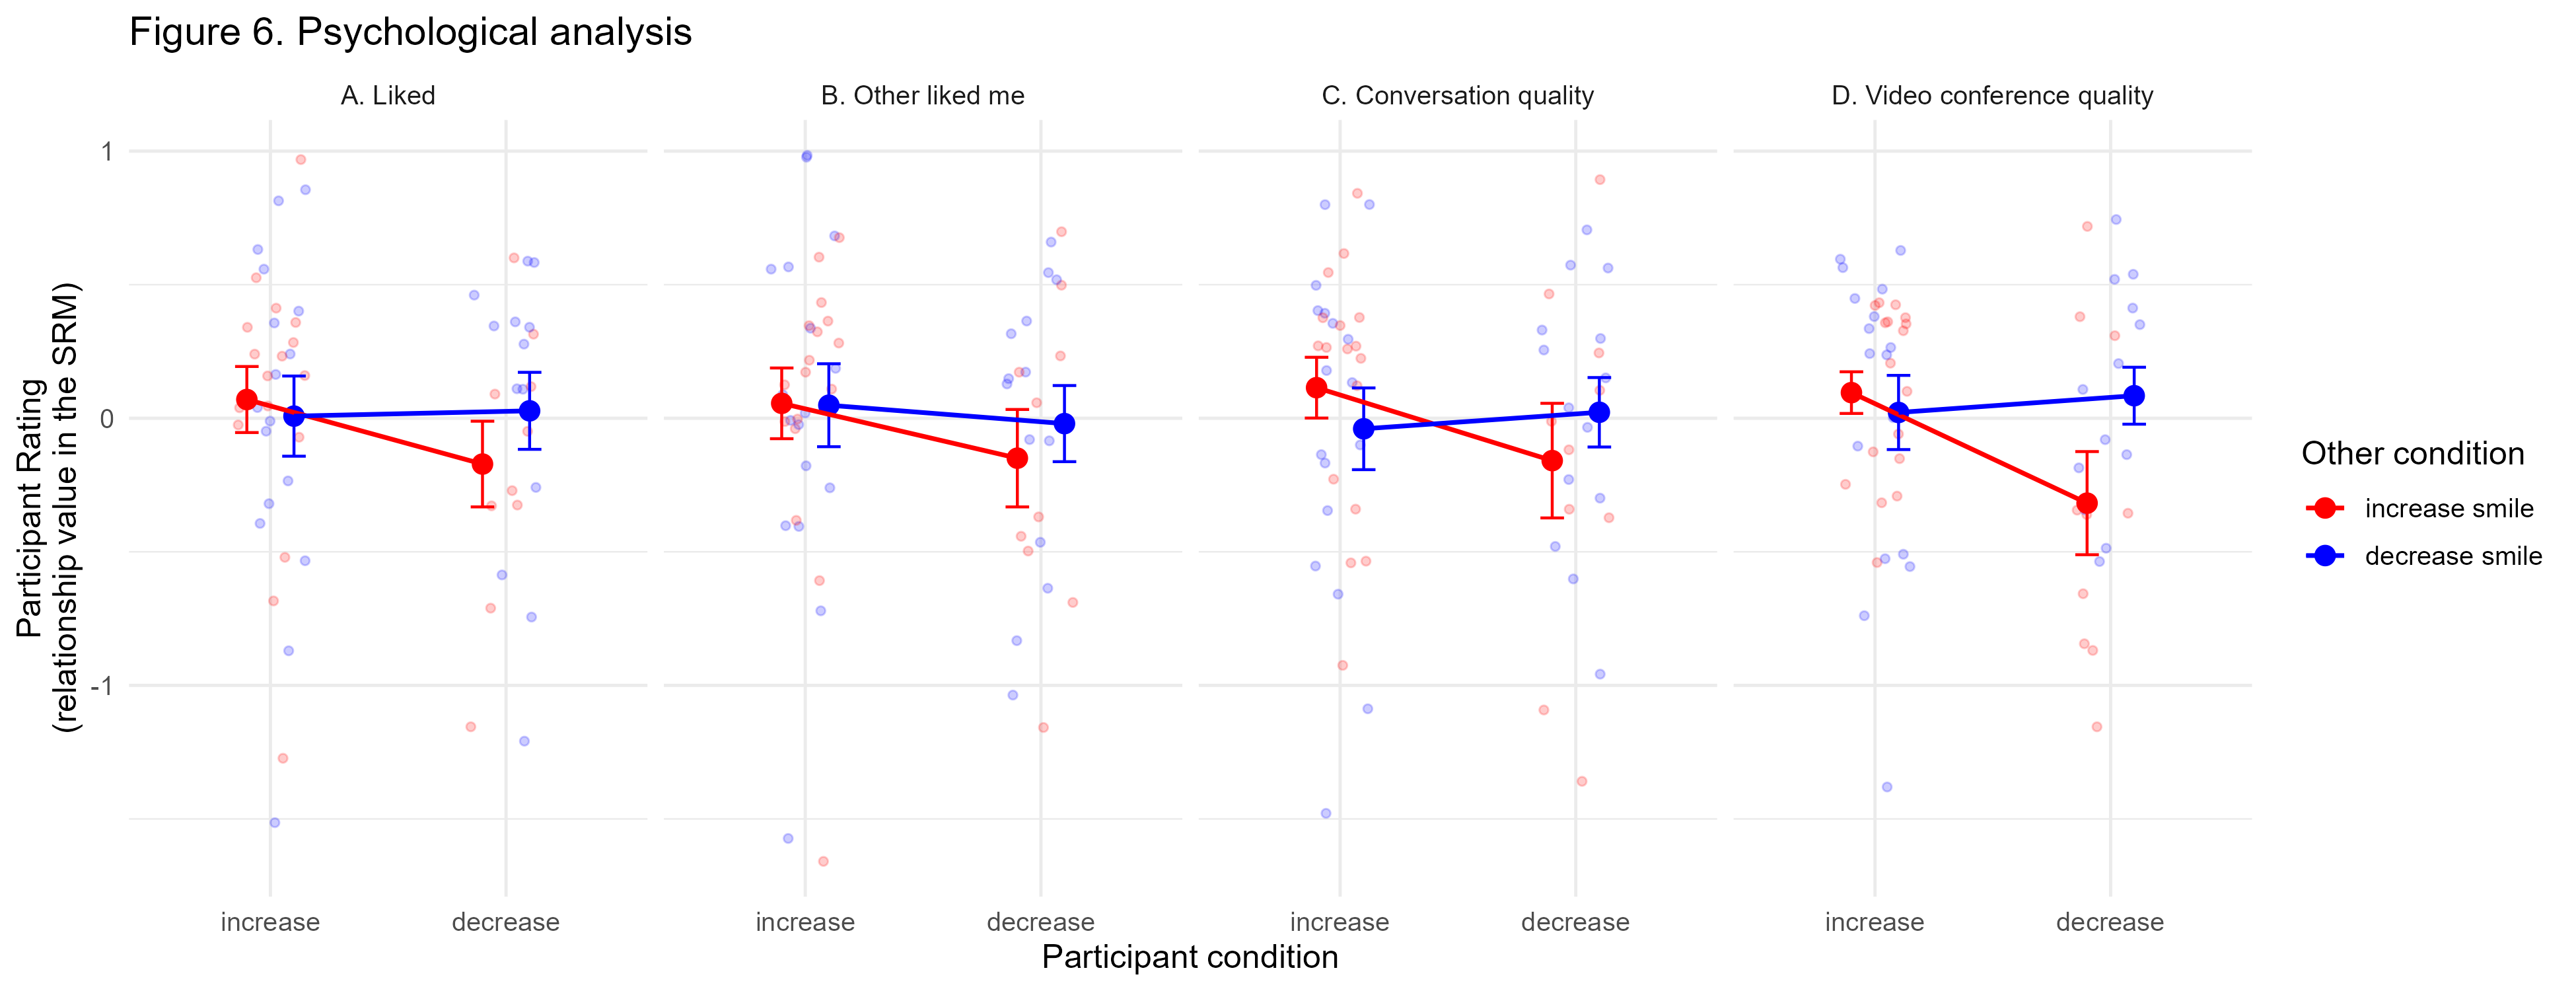 Figure 6. Psychological analysis
A. Liked
B. Other liked me
C. Conversation quality
D. Video conference quality
Participant Rating
(relationship value in the SRM)
1
0
-1
increase
decrease
increase
decrease
increase
decrease
increase
decrease
Participant condition
Other condition
increase smile
decrease smile